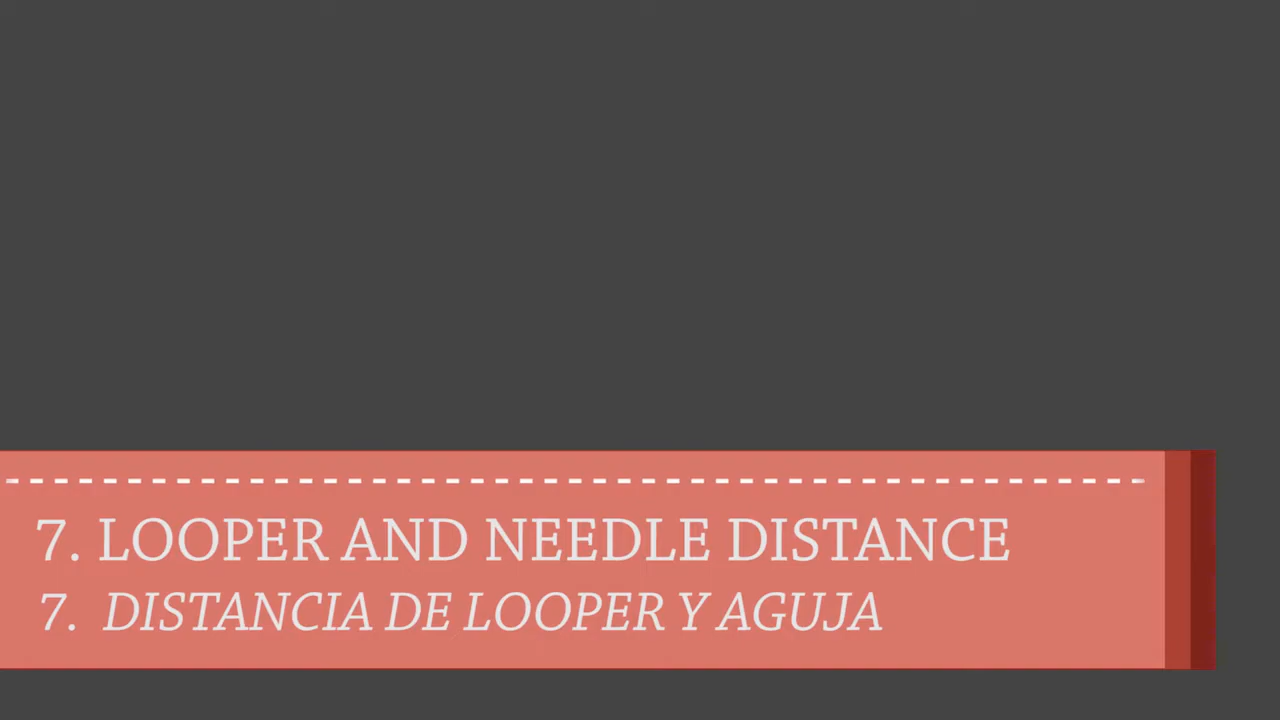 7. LOOPER AND NEEDLE DISTANCE
7. DISTANCIA DE LOOPER Y AGUJA